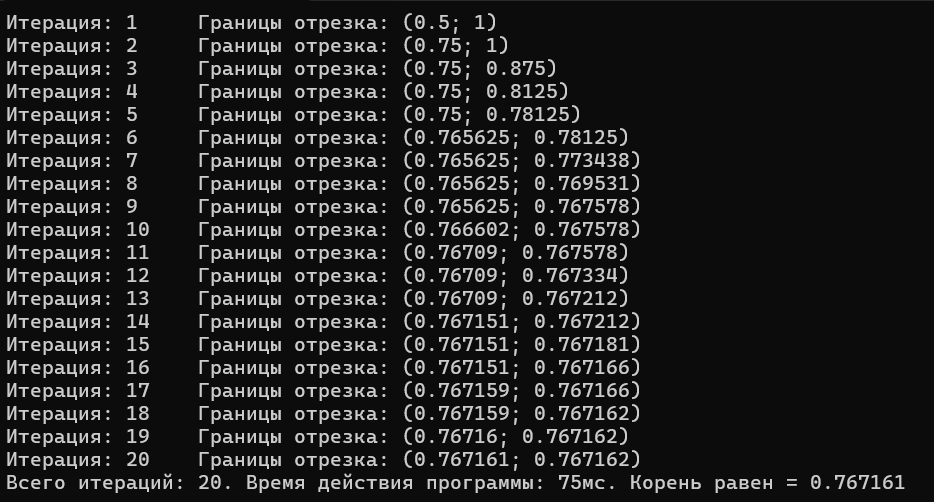 Итерация: 1     Границы отрезка: (0.5; 1)
Итерация: 2     Границы отрезка: (0.75; 1)
Итерация: 3     Границы отрезка: (0.75; 0.875)
Итерация: 4     Границы отрезка: (0.75; 0.8125)
Итерация: 5     Границы отрезка: (0.75; 0.78125)
Итерация: 6     Границы отрезка: (0.765625; 0.78125)
Итерация: 7     Границы отрезка: (0.765625; 0.773438)
Итерация: 8     Границы отрезка: (0.765625; 0.769531)
Итерация: 9     Границы отрезка: (0.765625; 0.767578)
Итерация: 10    Границы отрезка: (0.766602; 0.767578)
Итерация: 11    Границы отрезка: (0.76709; 0.767578)
Итерация: 12    Границы отрезка: (0.76709; 0.767334)
Итерация: 13    Границы отрезка: (0.76709; 0.767212)
Итерация: 14    Границы отрезка: (0.767151; 0.767212)
Итерация: 15    Границы отрезка: (0.767151; 0.767181)
Итерация: 16    Границы отрезка: (0.767151; 0.767166)
Итерация: 17    Границы отрезка: (0.767159; 0.767166)
Итерация: 18    Границы отрезка: (0.767159; 0.767162)
Итерация: 19    Границы отрезка: (0.76716; 0.767162)
Итерация: 20    Границы отрезка: (0.767161; 0.767162)
Всего итераций: 20. Время действия программы: 75мс. Корень равен = 0.767161